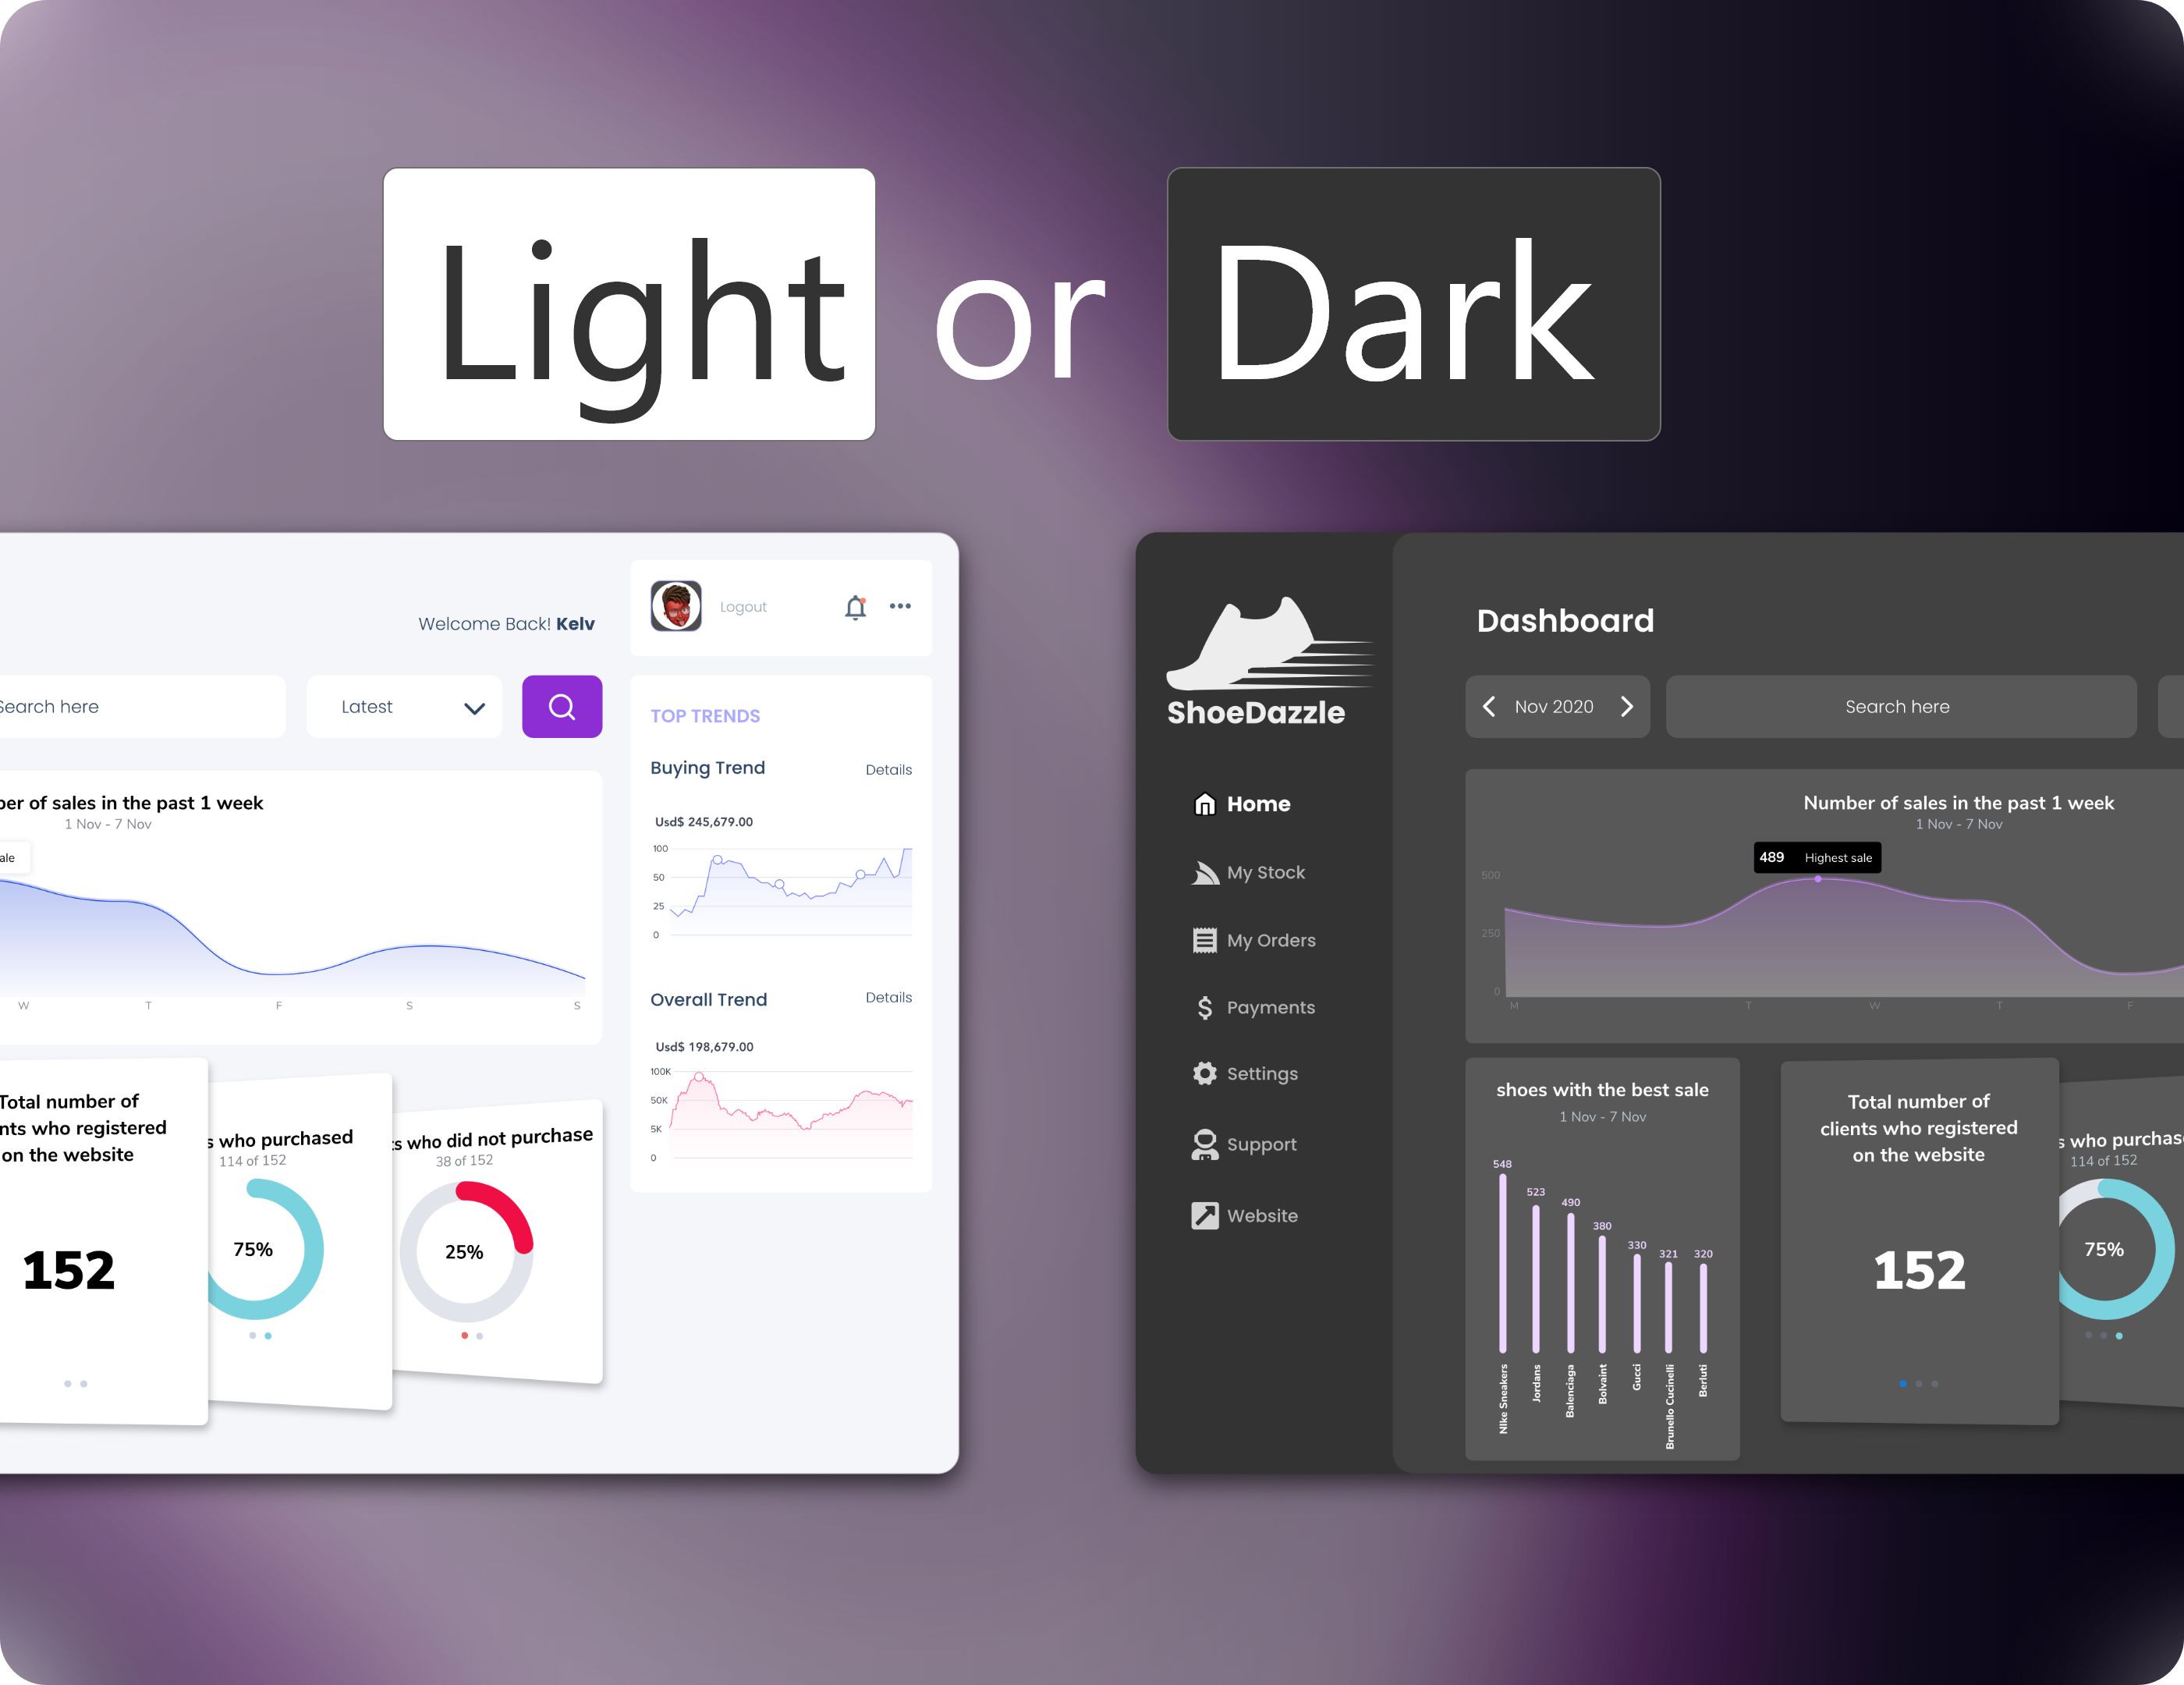 Light or Dark
Welcome Back! Kelv
Logout
Search here
Latest
TOP TRENDS
Buying Trend
Details
Usd$ 245,679.00
100
50
25
0
Overall Trend
Details
Usd$ 198,679.00
100K
50K
5K
0
of sales in the past 1 week
1 Nov - 7 Nov
W T F S S
Total number of
who registered
on the website
152
who purchased
114 of 152
75%
who did not purchase
38 of 152
25%
ShoeDazzle
Home
My Stock
My Orders
Payments
Settings
Support
Website
Dashboard
Nov 2020
Search here
Number of sales in the past 1 week
1 Nov - 7 Nov
489 Highest sale
500
250
0
M T W T F
shoes with the best sale
1 Nov - 7 Nov
548
523
490
380
330
321
320
NIke Sneakers
Jordans
Balenciaga
Bolvaint
Gucci
Brunello Cucinelli
Berluti
Total number of
clients who registered
on the website
152
who
114 of 152
75%